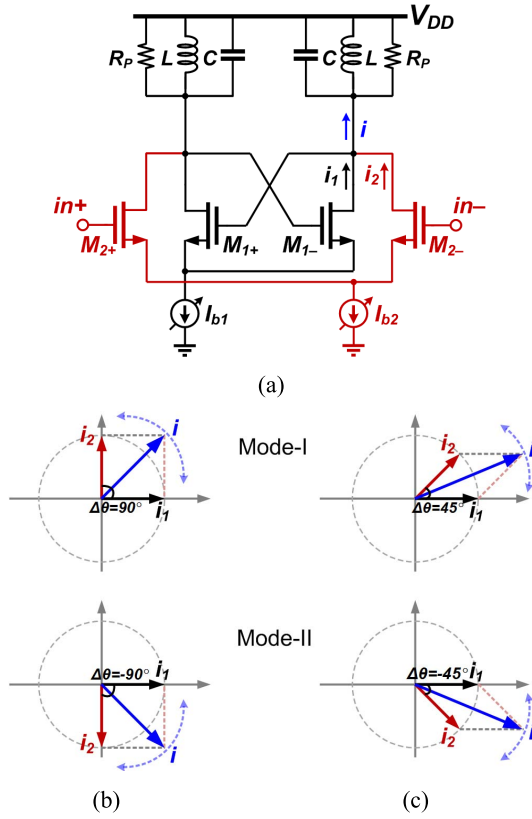 V_DD
R_P L C C L R_P
i
i_1 i_2
in+ in−
M_2+ M_1+ M_1− M_2−
I_b1 I_b2
(a)
i_2 i i_2
Mode-I
Δθ=90° i_1 Δθ=45° i_1
Mode-II
Δθ=-90° i_1 Δθ=-45° i_1
i_2 i i_2
(b) (c)